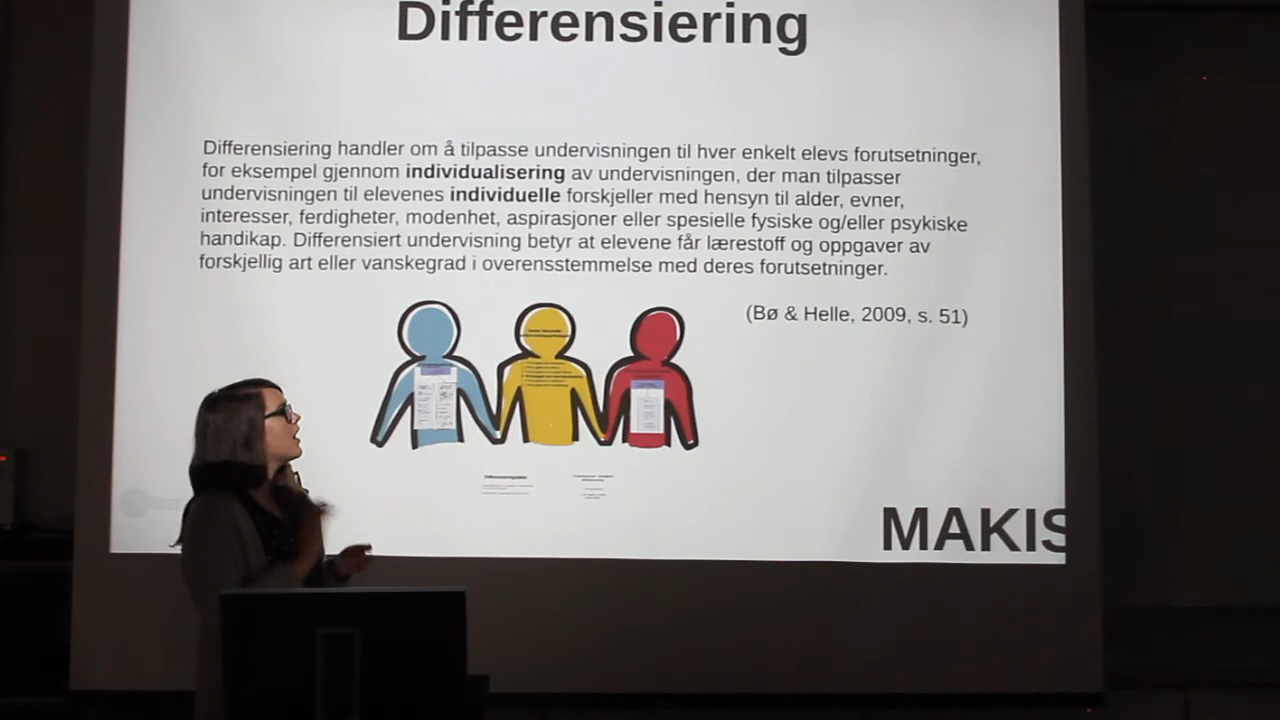 Differensiering
Differensiering handler om å tilpasse undervisningen til hver enkelt elevs forutsetninger,
for eksempel gjennom individualisering av undervisningen, der man tilpasser
undervisningen til elevenes individuelle forskjeller med hensyn til alder, evner,
interesser, ferdigheter, modenhet, aspirasjoner eller spesielle fysiske og/eller psykiske
handikap. Differensiert undervisning betyr at elevene får lærestoff og oppgaver av
forskjellig art eller vanskegrad i overensstemmelse med deres forutsetninger.
(Bø & Helle, 2009, s. 51)
MAKIS